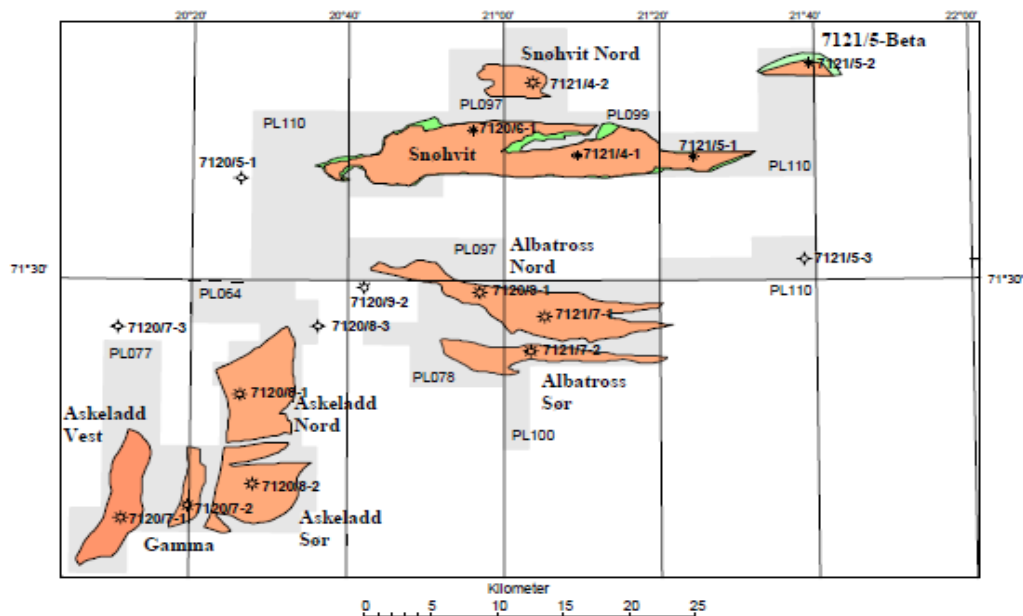 20°20' 20°40' 21°00' 21°20' 21°40' 22°00'
7121/5-Beta
7121/5-2
Snøhvit Nord
7121/4-2
PL097
PL099
PL110
7120/6-1
7120/5-1
Snøhvit
7121/4-1
7121/5-1
PL110
PL097
Albatross
Nord
7121/5-3
71°30'
71°30'
PL064
PL110
7120/9-2
7120/9-1
7121/7-1
7120/7-3
7120/8-3
PL077
7121/7-2
PL078
Albatross
Sør
7120/8-1
Askeladd
Nord
Askeladd
Vest
PL100
7120/8-2
7120/7-2
7120/7-1
Askeladd
Sør
Gamma
Kilometer
0 5 10 15 20 25